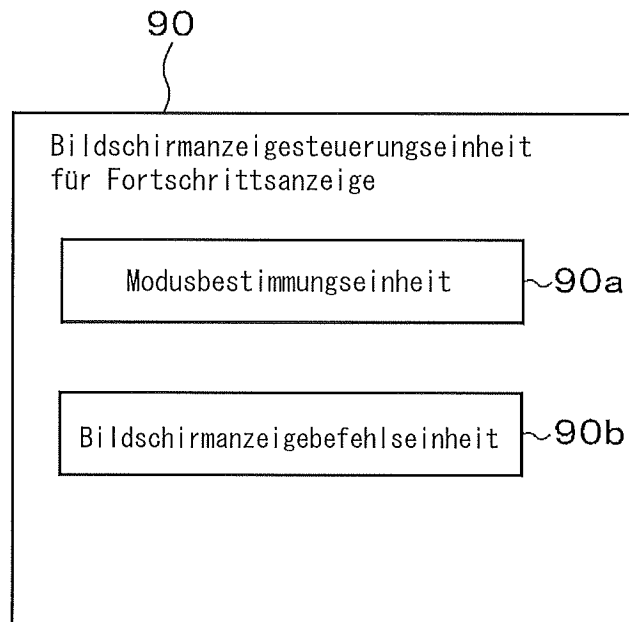 90
Bildschirmanzeigesteuerungseinheit
für Fortschrittsanzeige
Modusbestimmungseinheit
90a
Bildschirmanzeigebefehlseinheit
90b